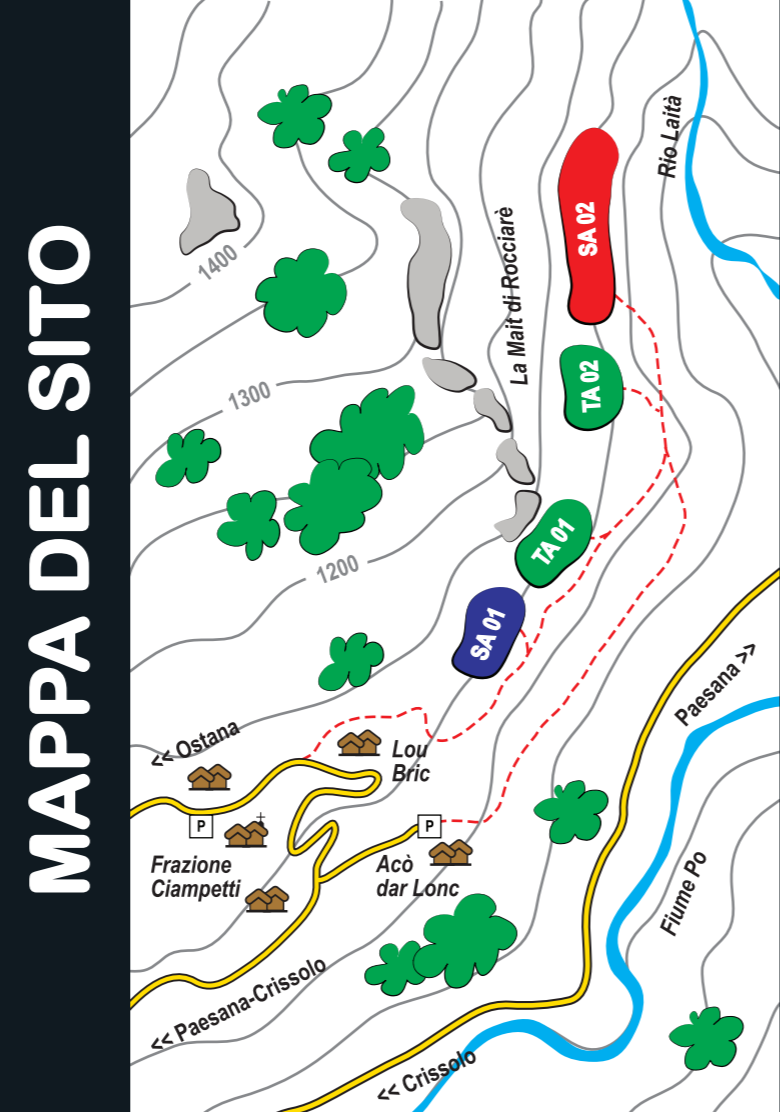 MAPPA DEL SITO
Rio Laità
SA 02
La Mait di Rocciarè
1400
TA 02
1300
TA 01
1200
SA 01
Paesana >>
<< Ostana
Lou
Bric
P
P
Frazione
Ciampetti
Acò
dar Lonc
Fiume Po
<< Paesana-Crissolo
<< Crissolo